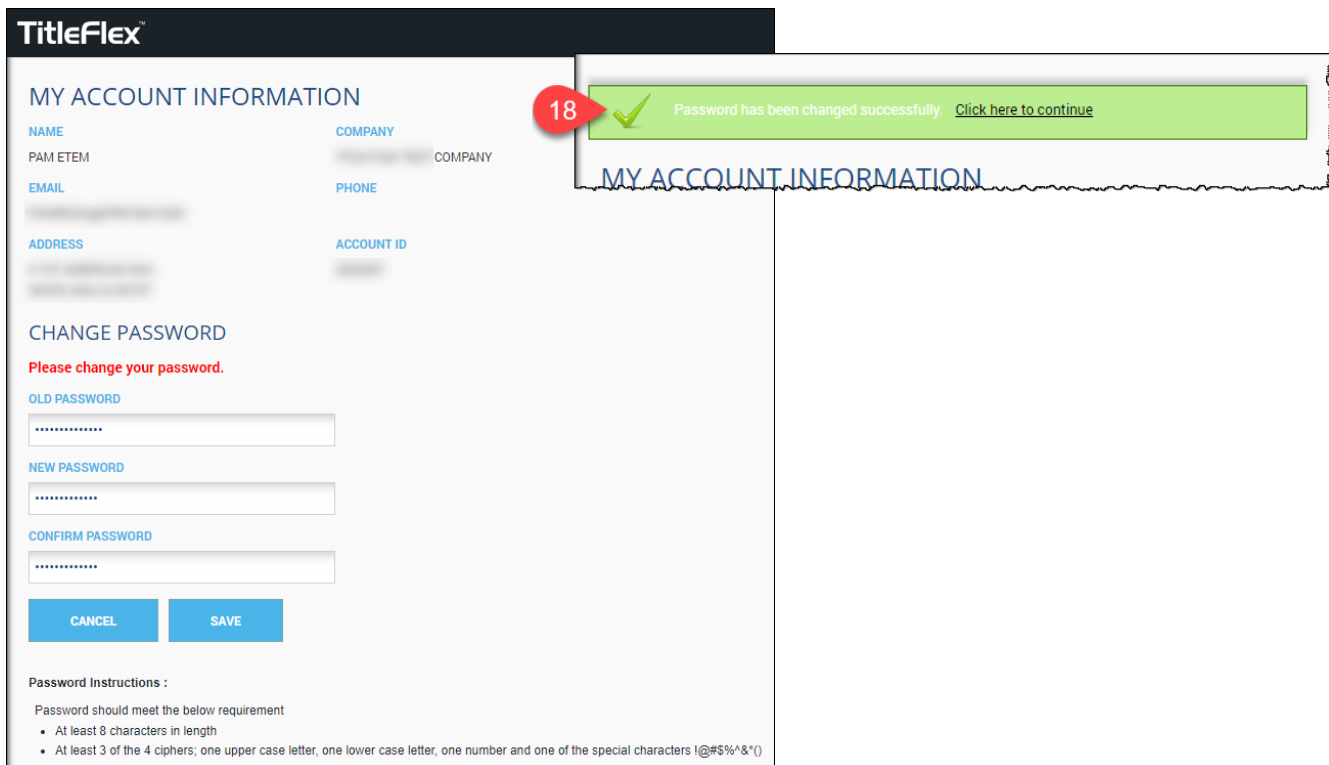 TitleFlex™
MY ACCOUNT INFORMATION
NAME
COMPANY
PAM ETEM
COMPANY
EMAIL
PHONE
ADDRESS
ACCOUNT ID
CHANGE PASSWORD
Please change your password.
OLD PASSWORD
••••••••••••••
NEW PASSWORD
•••••••••••••
CONFIRM PASSWORD
•••••••••••••
CANCEL
SAVE
Password Instructions :
Password should meet the below requirement
• At least 8 characters in length
• At least 3 of the 4 ciphers; one upper case letter, one lower case letter, one number and one of the special characters !@#$%^&*()
18
Password has been changed successfully. Click here to continue
MY ACCOUNT INFORMATION